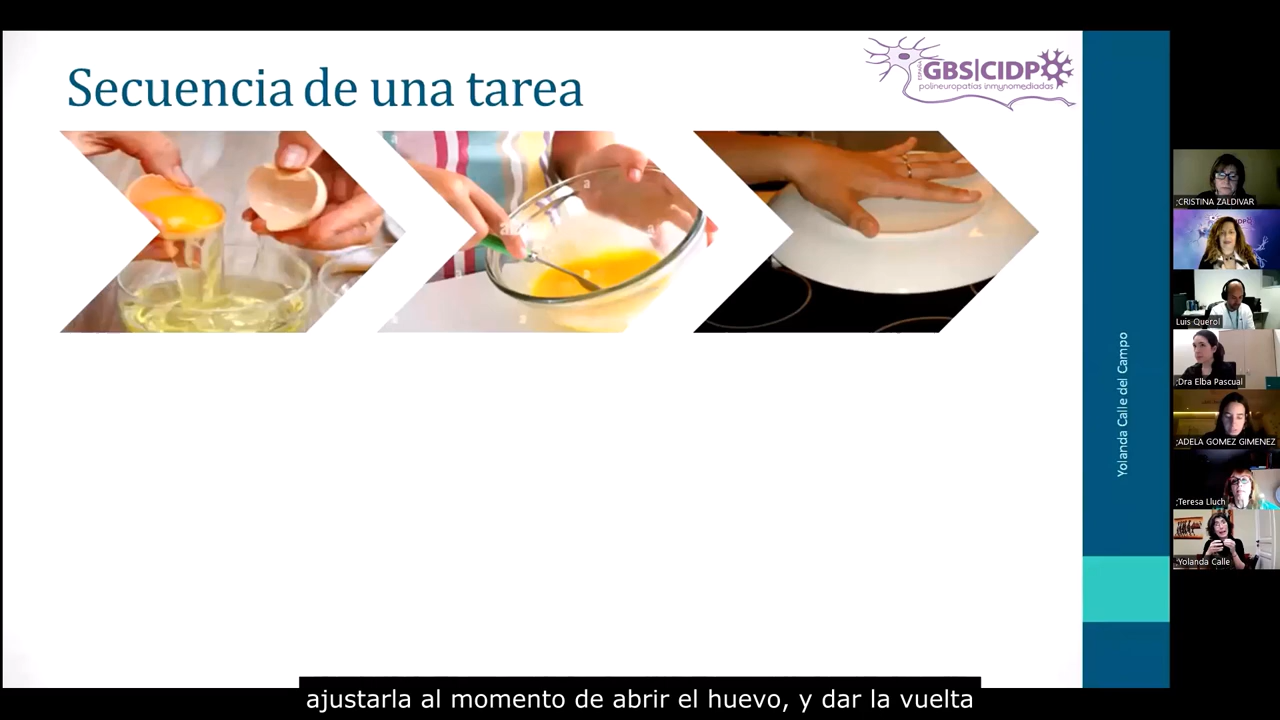 Secuencia de una tarea
ESPAÑA
GBS|CIDP
polineuropatías inmunomediadas
Yolanda Calle del Campo
;CRISTINA ZALDIVAR
Luis Querol
;Dra Elba Pascual
;ADELA GOMEZ GIMENEZ
;Teresa Lluch
;Yolanda Calle
ajustarla al momento de abrir el huevo, y dar la vuelta